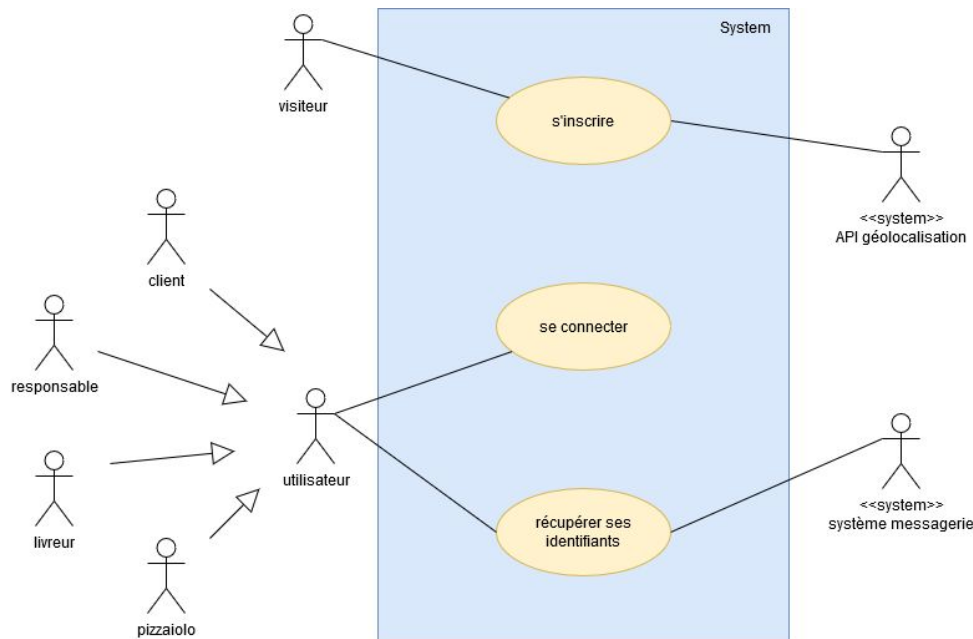 System
visiteur
s'inscrire
<<system>>
API géolocalisation
client
se connecter
responsable
utilisateur
livreur
récupérer ses
identifiants
<<system>>
système messagerie
pizzaiolo